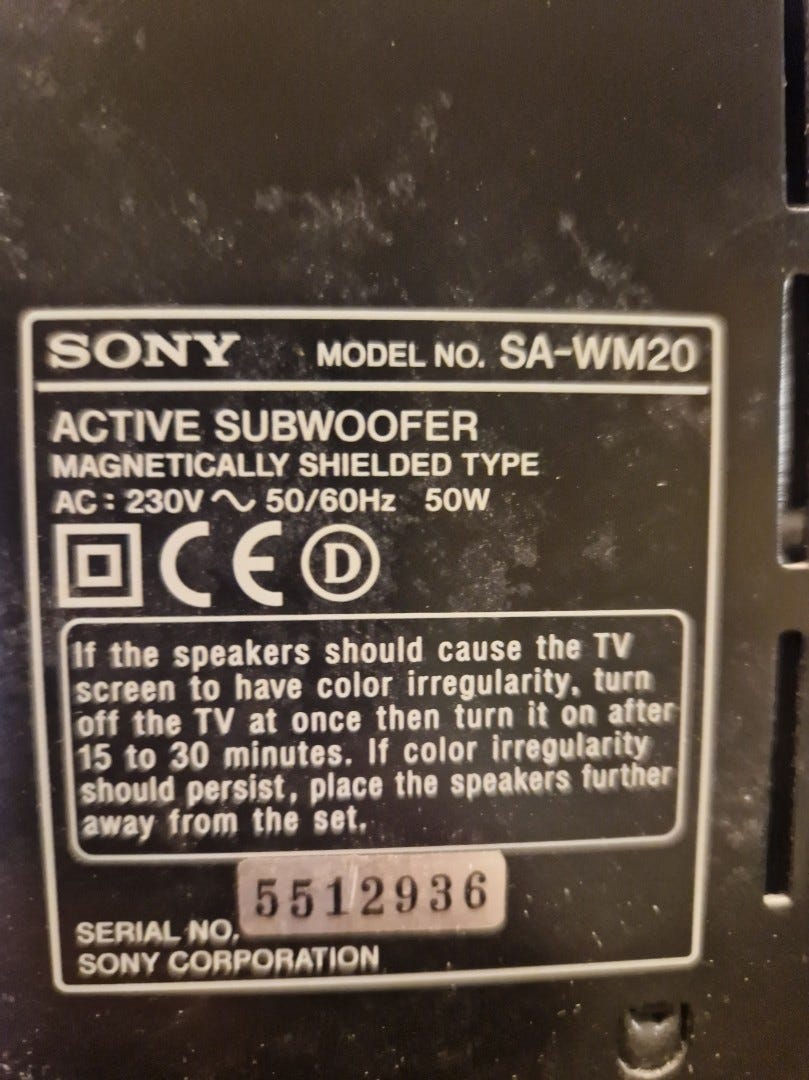 SONY MODEL NO. SA-WM20
ACTIVE SUBWOOFER
MAGNETICALLY SHIELDED TYPE
AC : 230V ~ 50/60Hz 50W
CE D
If the speakers should cause the TV
screen to have color irregularity, turn
off the TV at once then turn it on after
15 to 30 minutes. If color irregularity
should persist, place the speakers further
away from the set.
5512936
SERIAL NO.
SONY CORPORATION